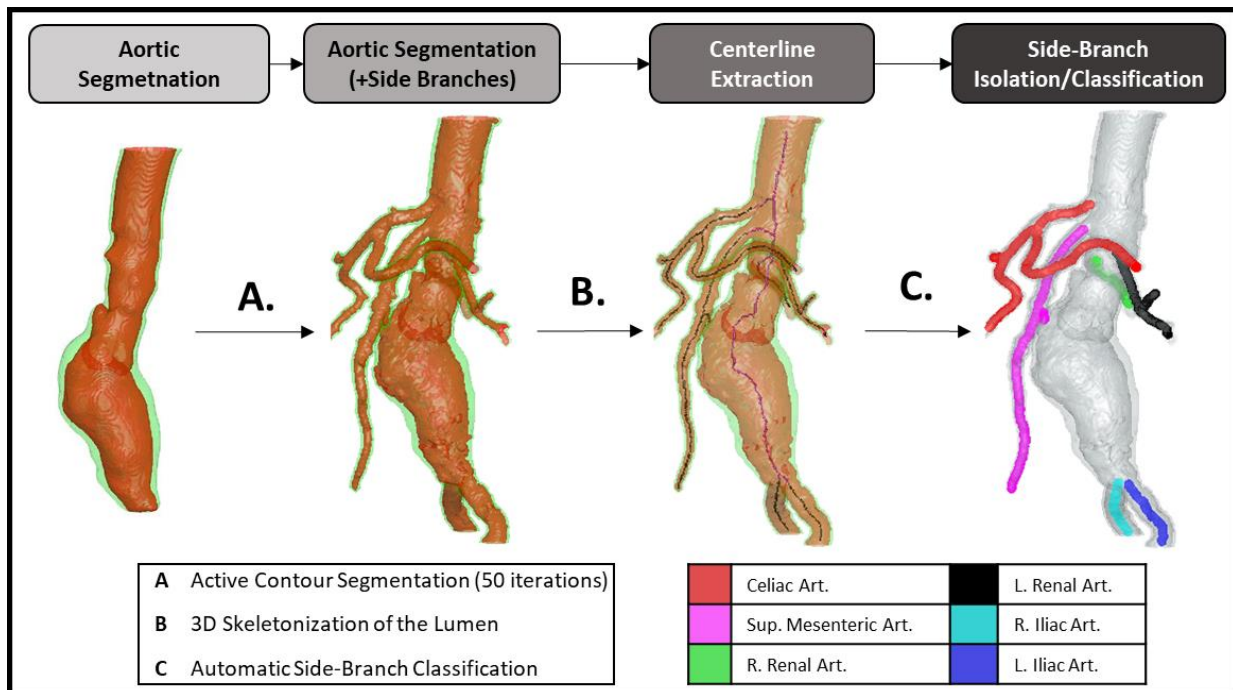 Aortic
Segmetnation
Aortic Segmentation
(+Side Branches)
Centerline
Extraction
Side-Branch
Isolation/Classification
A.
B.
C.
A Active Contour Segmentation (50 iterations)
B 3D Skeletonization of the Lumen
C Automatic Side-Branch Classification
Celiac Art.
L. Renal Art.
Sup. Mesenteric Art.
R. Iliac Art.
R. Renal Art.
L. Iliac Art.